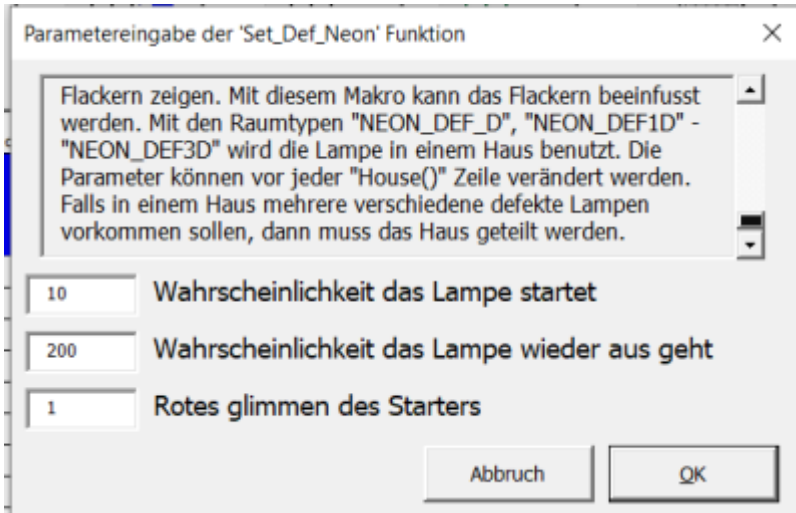 Parametereingabe der 'Set_Def_Neon' Funktion
Flackern zeigen. Mit diesem Makro kann das Flackern beeinfusst
werden. Mit den Raumtypen "NEON_DEF_D", "NEON_DEF1D" -
"NEON_DEF3D" wird die Lampe in einem Haus benutzt. Die
Parameter können vor jeder "House()" Zeile verändert werden.
Falls in einem Haus mehrere verschiedene defekte Lampen
vorkommen sollen, dann muss das Haus geteilt werden.
10 Wahrscheinlichkeit das Lampe startet
200 Wahrscheinlichkeit das Lampe wieder aus geht
1 Rotes glimmen des Starters
Abbruch OK